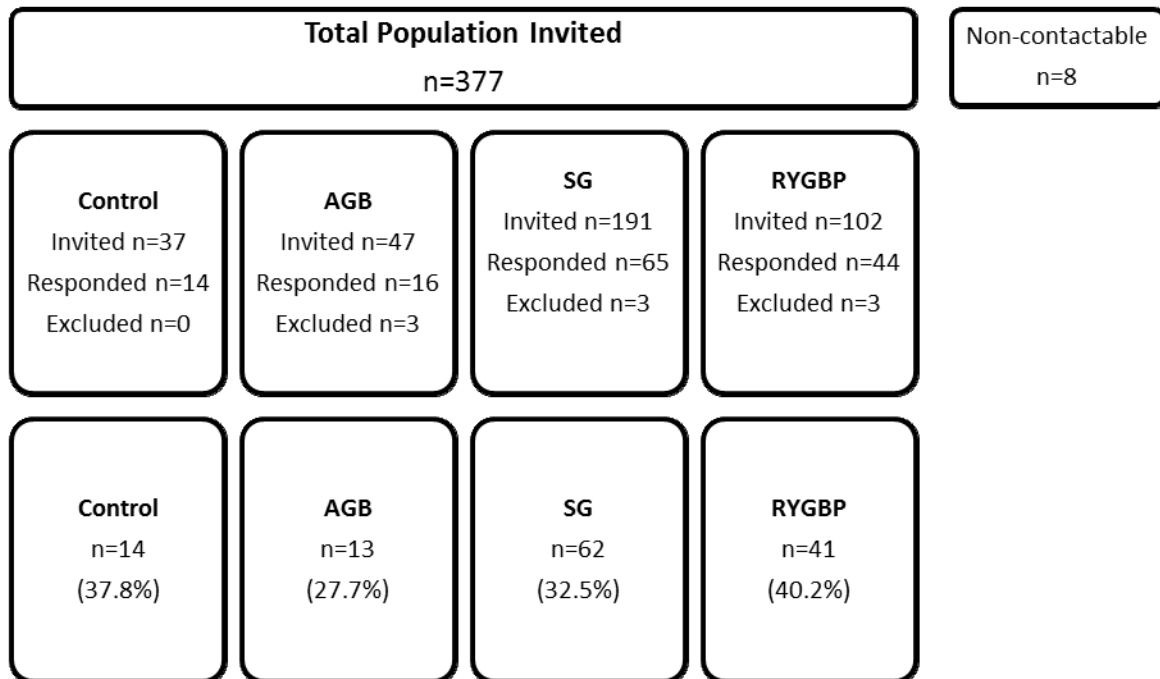 Total Population Invited
n=377
Non-contactable
n=8
Control
Invited n=37
Responded n=14
Excluded n=0
AGB
Invited n=47
Responded n=16
Excluded n=3
SG
Invited n=191
Responded n=65
Excluded n=3
RYGBP
Invited n=102
Responded n=44
Excluded n=3
Control
n=14
(37.8%)
AGB
n=13
(27.7%)
SG
n=62
(32.5%)
RYGBP
n=41
(40.2%)